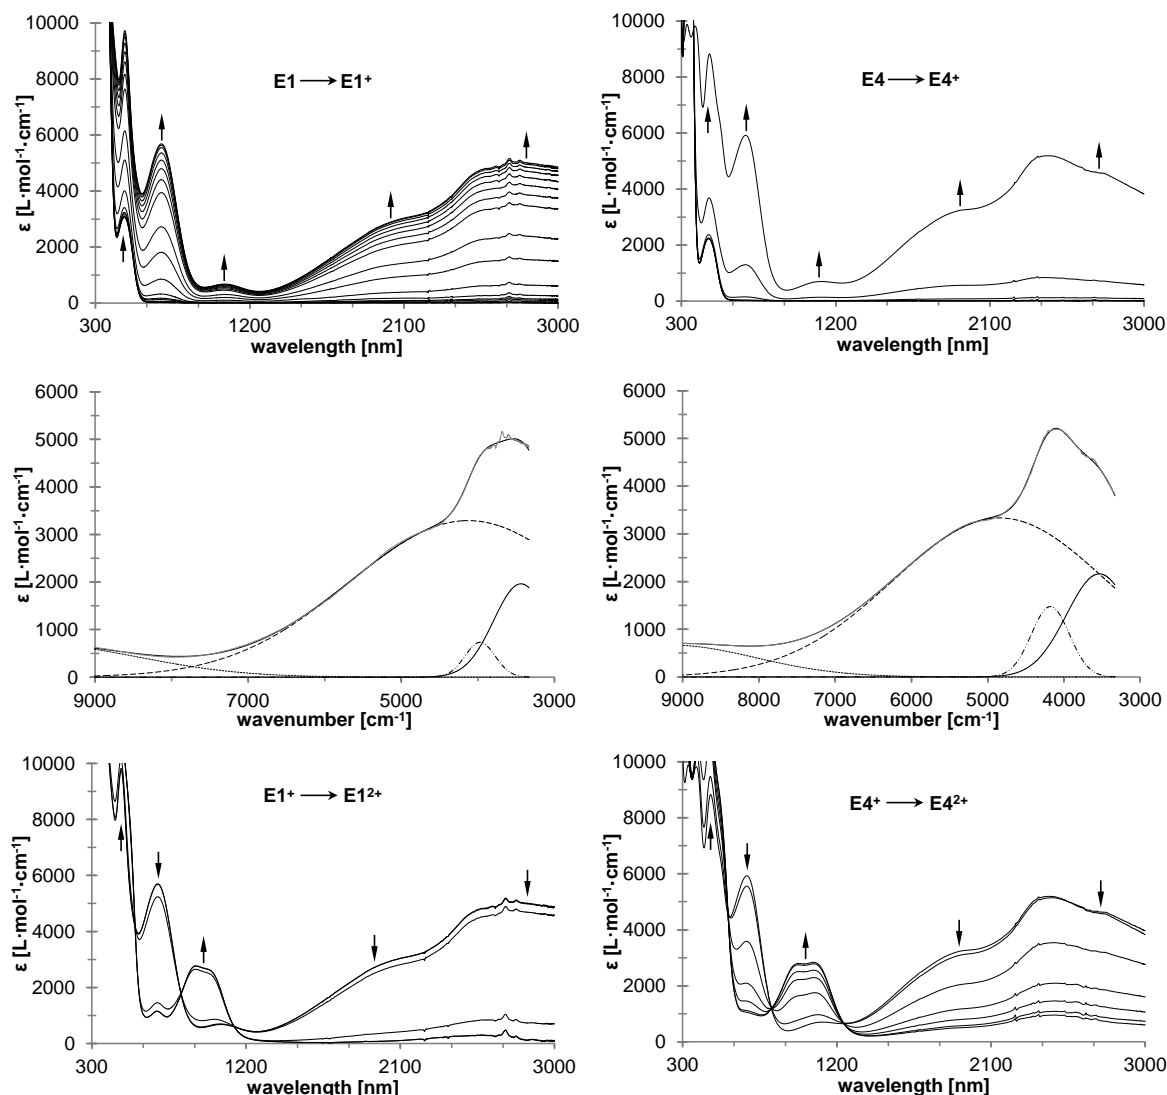 10000
8000
6000
4000
2000
0
ε [L·mol⁻¹·cm⁻¹]
E1 → E1⁺
300 1200 2100 3000
wavelength [nm]
10000
8000
6000
4000
2000
0
ε [L·mol⁻¹·cm⁻¹]
E4 → E4⁺
300 1200 2100 3000
wavelength [nm]
6000
5000
4000
3000
2000
1000
0
ε [L·mol⁻¹·cm⁻¹]
9000 7000 5000 3000
wavenumber [cm⁻¹]
6000
5000
4000
3000
2000
1000
0
ε [L·mol⁻¹·cm⁻¹]
9000 8000 7000 6000 5000 4000 3000
wavenumber [cm⁻¹]
10000
8000
6000
4000
2000
0
ε [L·mol⁻¹·cm⁻¹]
E1⁺ → E1²⁺
300 1200 2100 3000
wavelength [nm]
10000
8000
6000
4000
2000
0
ε [L·mol⁻¹·cm⁻¹]
E4⁺ → E4²⁺
300 1200 2100 3000
wavelength [nm]